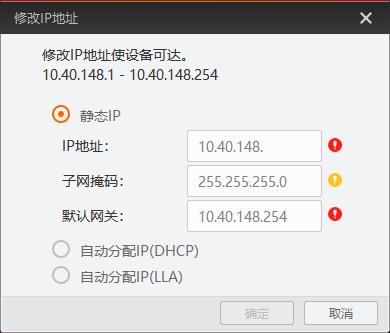 修改IP地址
修改IP地址使设备可达。
10.40.148.1 - 10.40.148.254
静态IP
IP地址： 10.40.148.
子网掩码： 255.255.255.0
默认网关： 10.40.148.254
自动分配IP(DHCP)
自动分配IP(LLA)
确定 取消